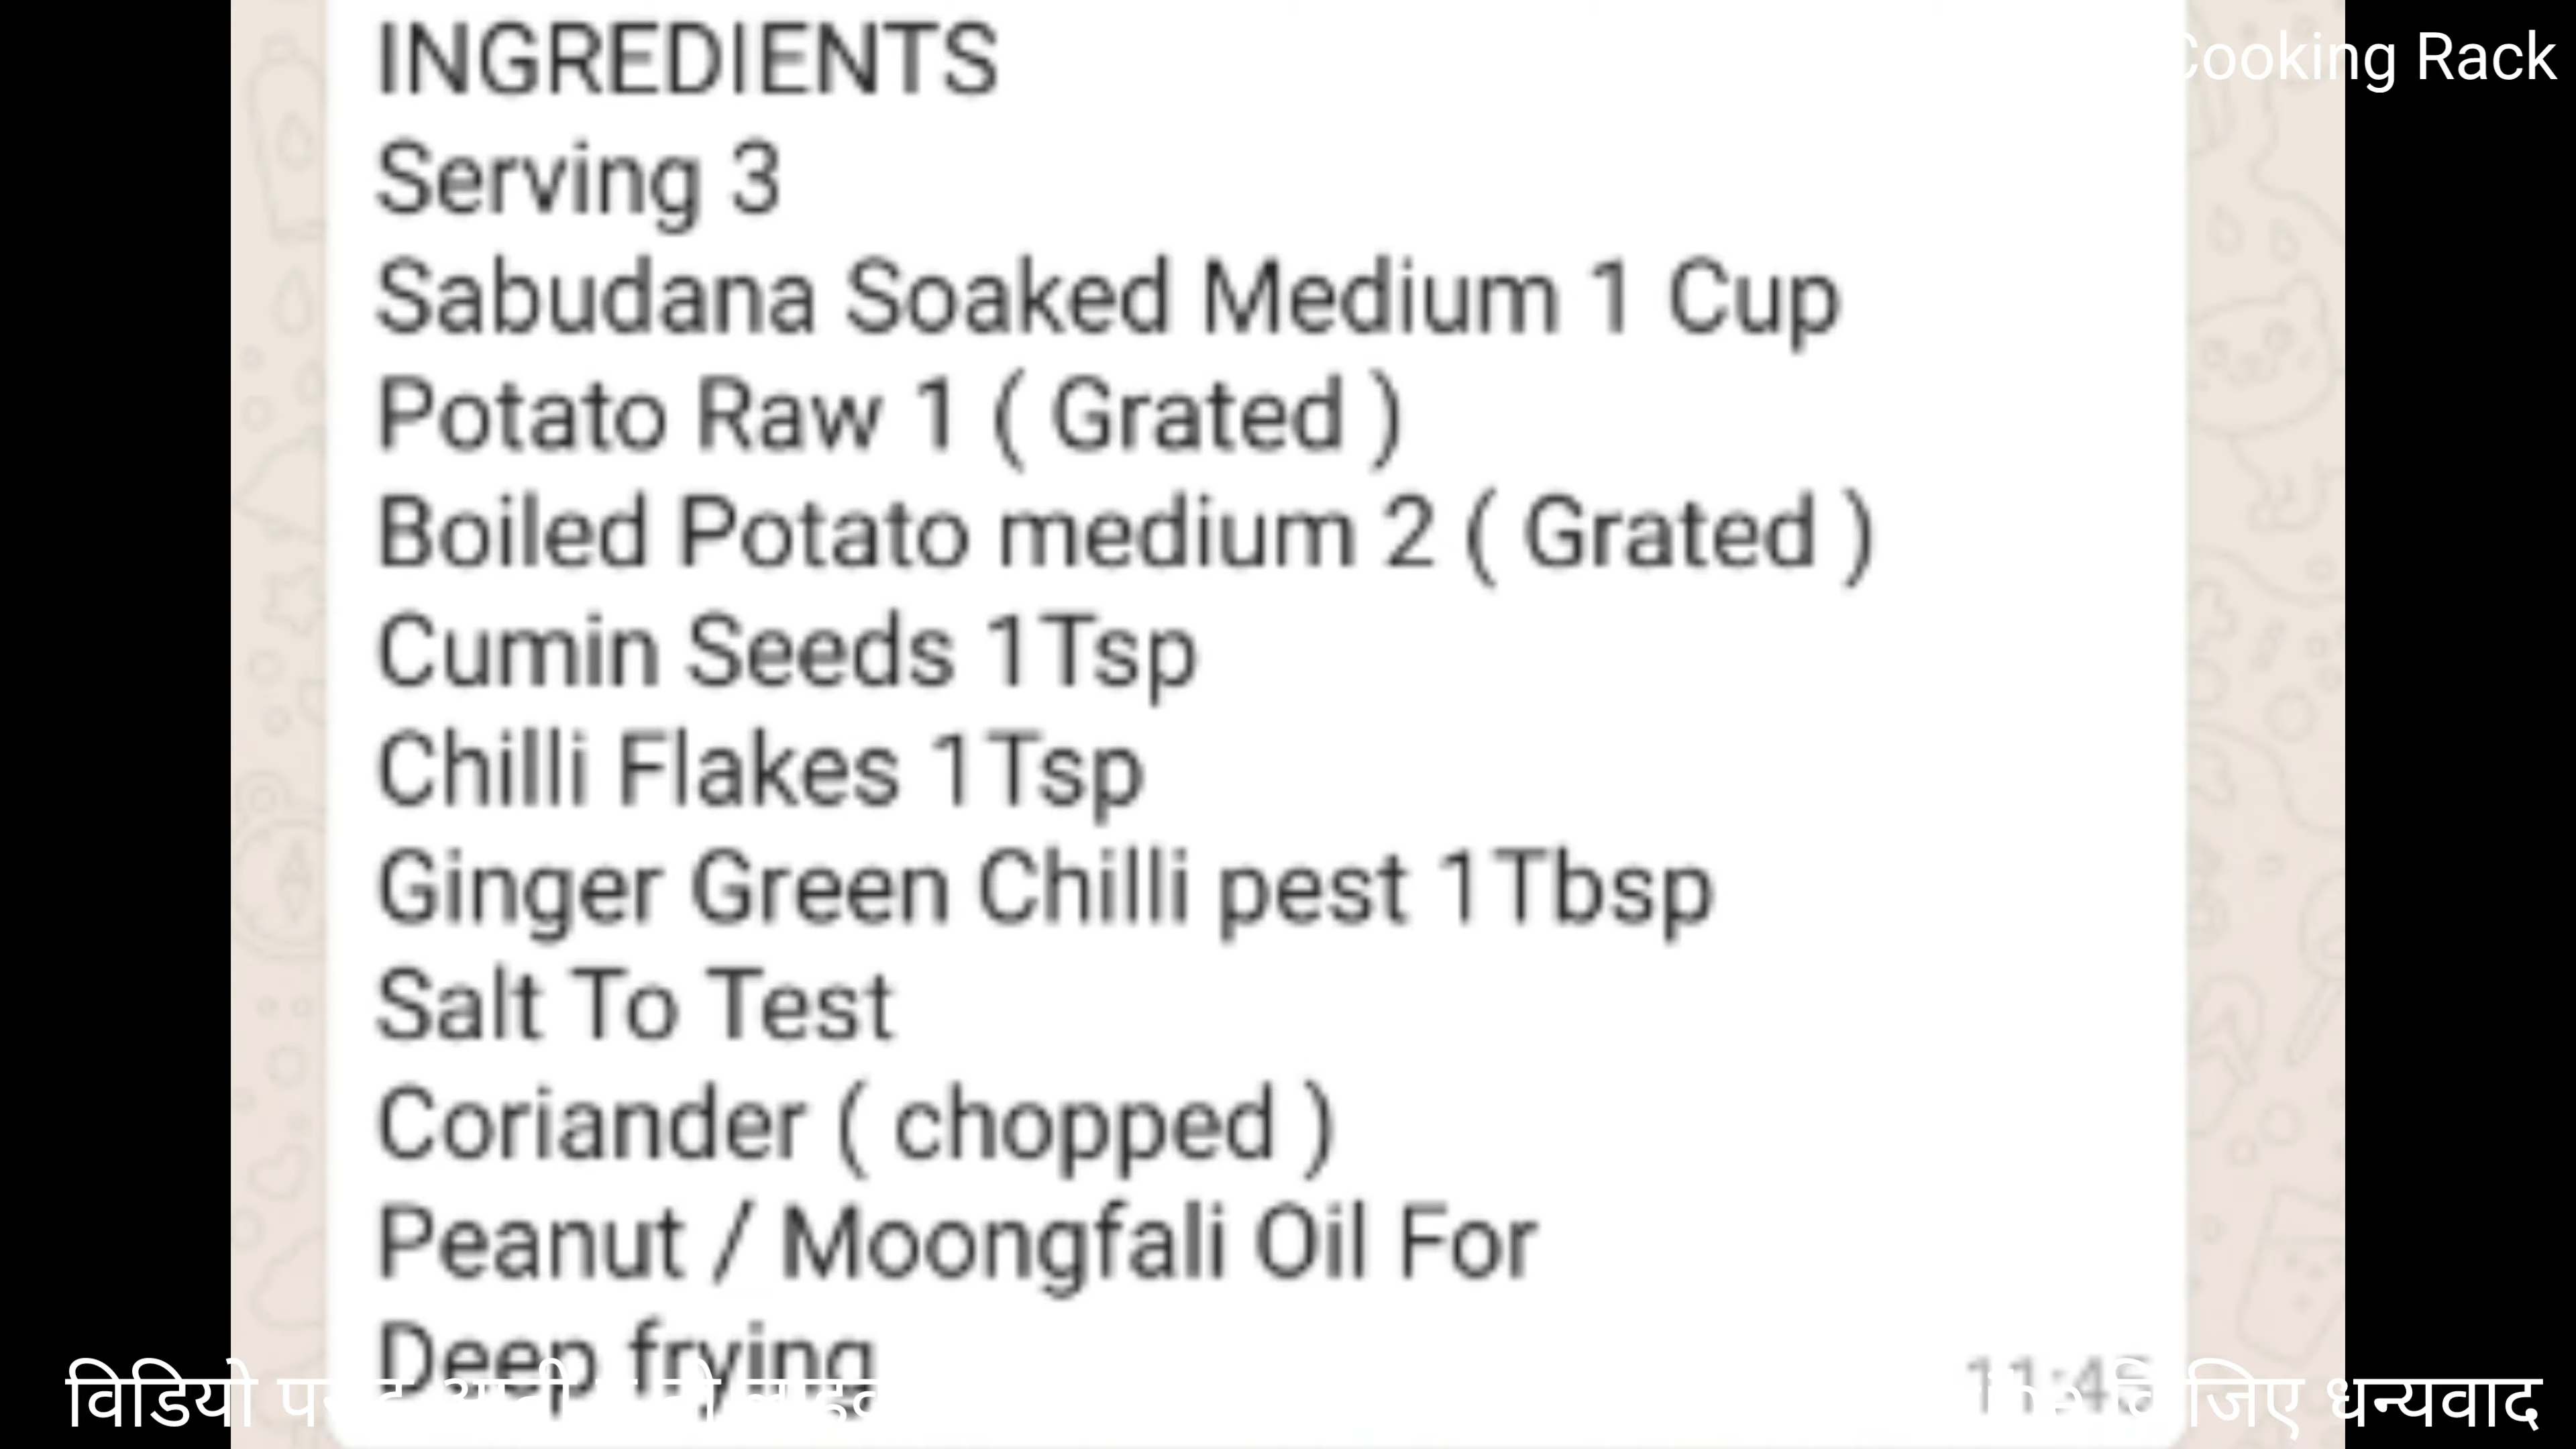 INGREDIENTS
Cooking Rack
Serving 3
Sabudana Soaked Medium 1 Cup
Potato Raw 1 ( Grated )
Boiled Potato medium 2 ( Grated )
Cumin Seeds 1Tsp
Chilli Flakes 1Tsp
Ginger Green Chilli pest 1Tbsp
Salt To Test
Coriander ( chopped )
Peanut / Moongfali Oil For
Deep frying
विडियो धन्यवाद